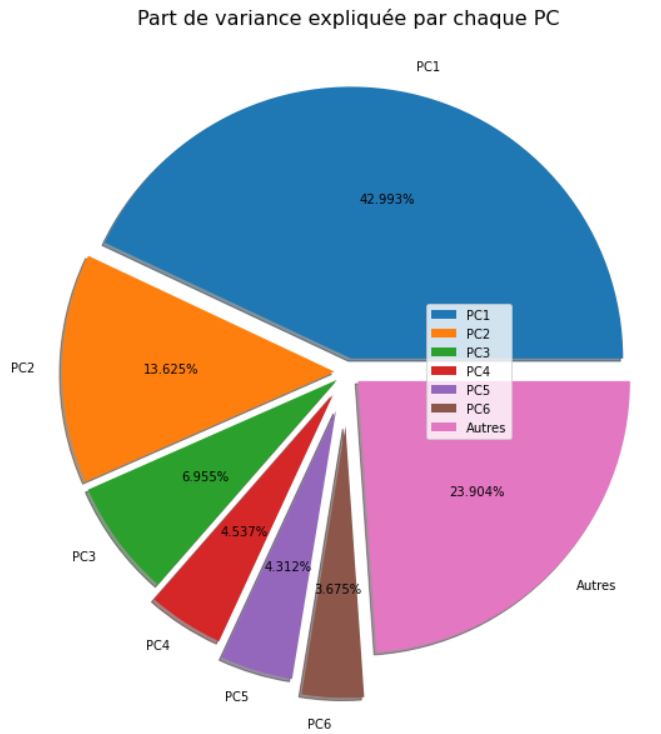 Part de variance expliquée par chaque PC
PC1
42.993%
PC2
13.625%
PC1
PC2
PC3
PC4
PC5
PC6
Autres
6.955%
23.904%
4.537%
PC3
4.312%
3.675%
Autres
PC4
PC5
PC6